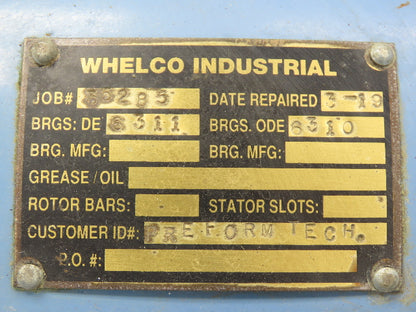 WHELCO INDUSTRIAL
JOB# 39285 DATE REPAIRED 3-19
BRGS: DE 6311 BRGS. ODE 6310
BRG. MFG: BRG. MFG:
GREASE / OIL
ROTOR BARS: STATOR SLOTS:
CUSTOMER ID#: PREFORM TECH.
P.O. #: